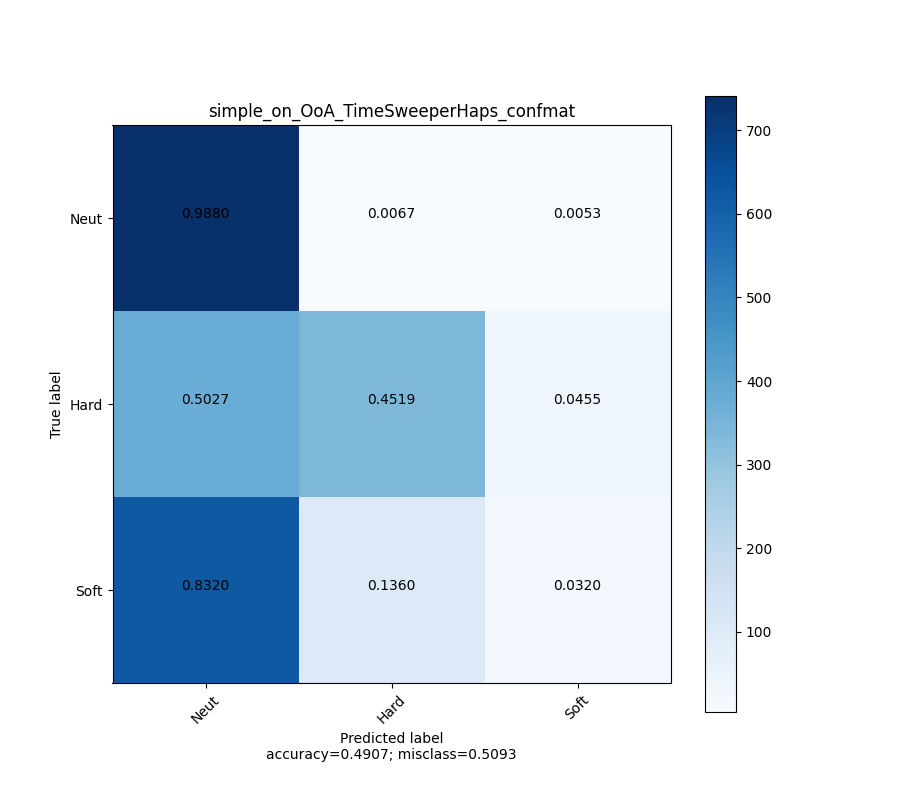 simple_on_OoA_TimeSweeperHaps_confmat
True label
Neut 0.9880 0.0067 0.0053
Hard 0.5027 0.4519 0.0455
Soft 0.8320 0.1360 0.0320
Neut Hard Soft
Predicted label
accuracy=0.4907; misclass=0.5093
700
600
500
400
300
200
100